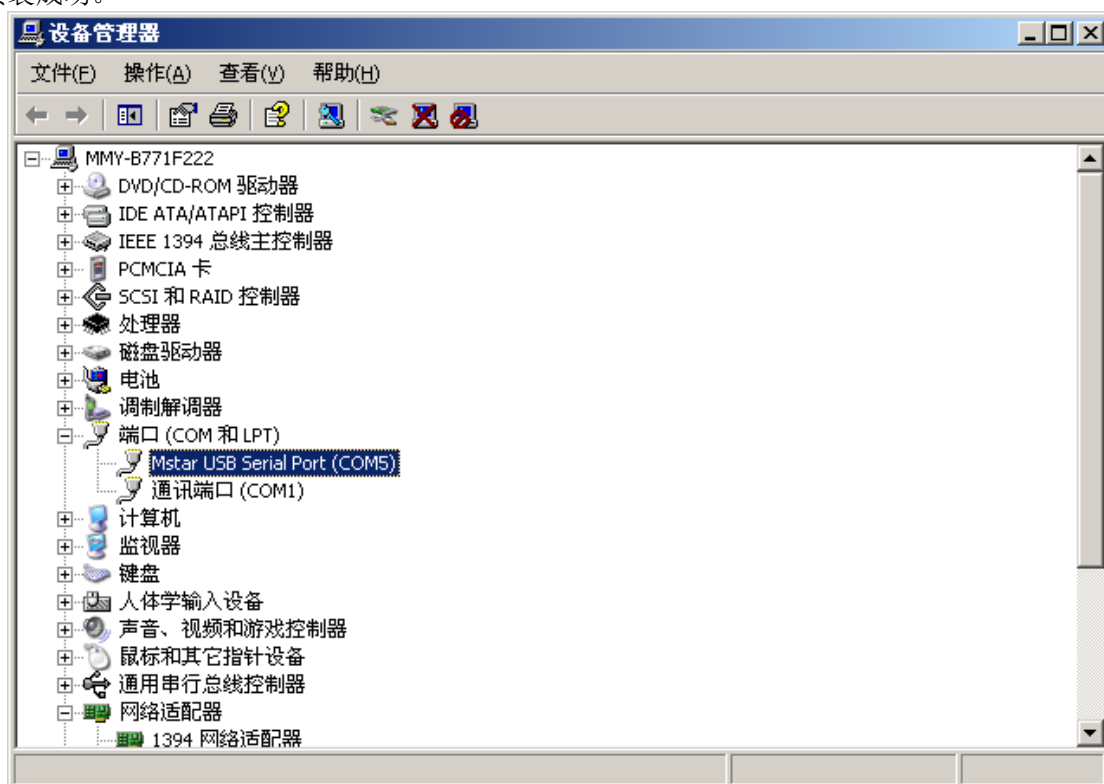 装成功。
设备管理器
文件(F) 操作(A) 查看(V) 帮助(H)
MMY-B771F222
DVD/CD-ROM 驱动器
IDE ATA/ATAPI 控制器
IEEE 1394 总线主控制器
PCMCIA 卡
SCSI 和 RAID 控制器
处理器
磁盘驱动器
电池
调制解调器
端口 (COM 和 LPT)
Mstar USB Serial Port (COM5)
通讯端口 (COM1)
计算机
监视器
键盘
人体学输入设备
声音、视频和游戏控制器
鼠标和其它指针设备
通用串行总线控制器
网络适配器
1394 网络适配器